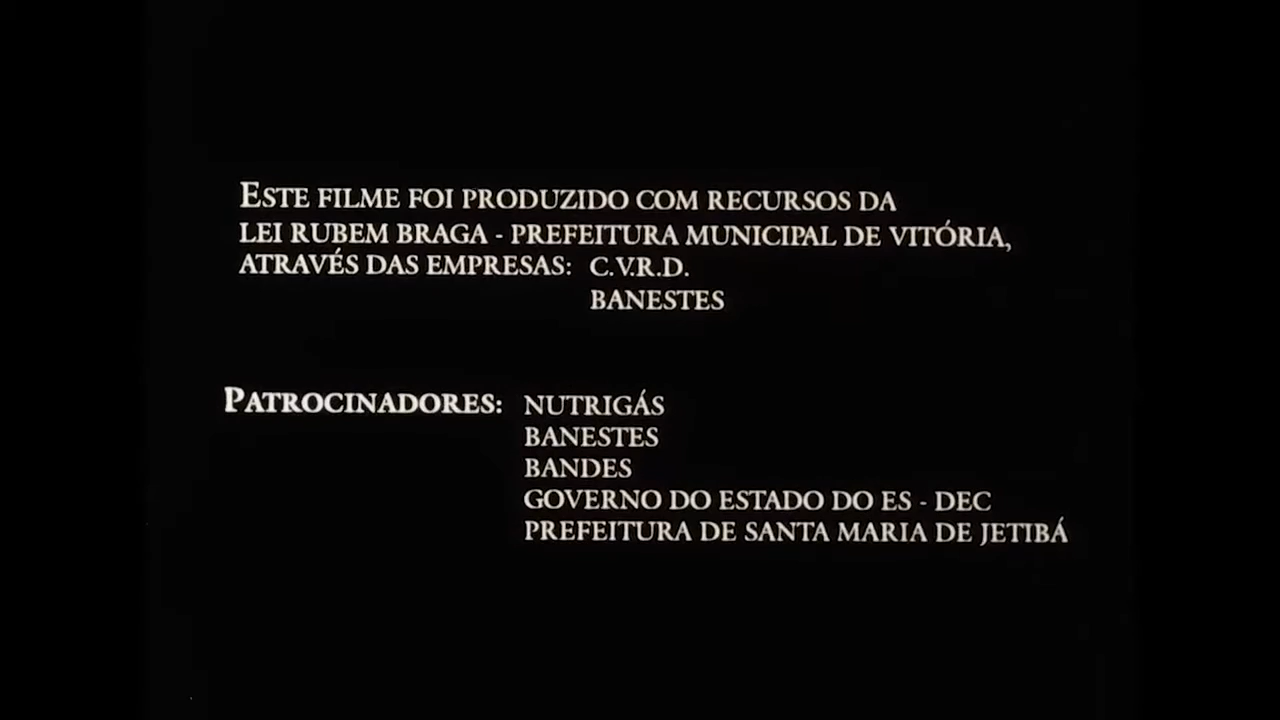 ESTE FILME FOI PRODUZIDO COM RECURSOS DA
LEI RUBEM BRAGA - PREFEITURA MUNICIPAL DE VITÓRIA,
ATRAVÉS DAS EMPRESAS: C.V.R.D.
BANESTES
PATROCINADORES: NUTRIGÁS
BANESTES
BANDES
GOVERNO DO ESTADO DO ES - DEC
PREFEITURA DE SANTA MARIA DE JETIBÁ